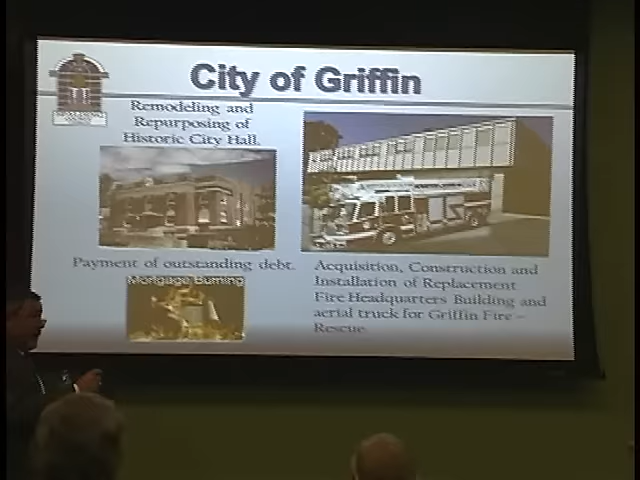 City of Griffin
Remodeling and
Repurposing of
Historic City Hall.
Payment of outstanding debt.
Mortgage Burning
Acquisition, Construction and
Installation of Replacement
Fire Headquarters Building and
aerial truck for Griffin Fire –
Rescue